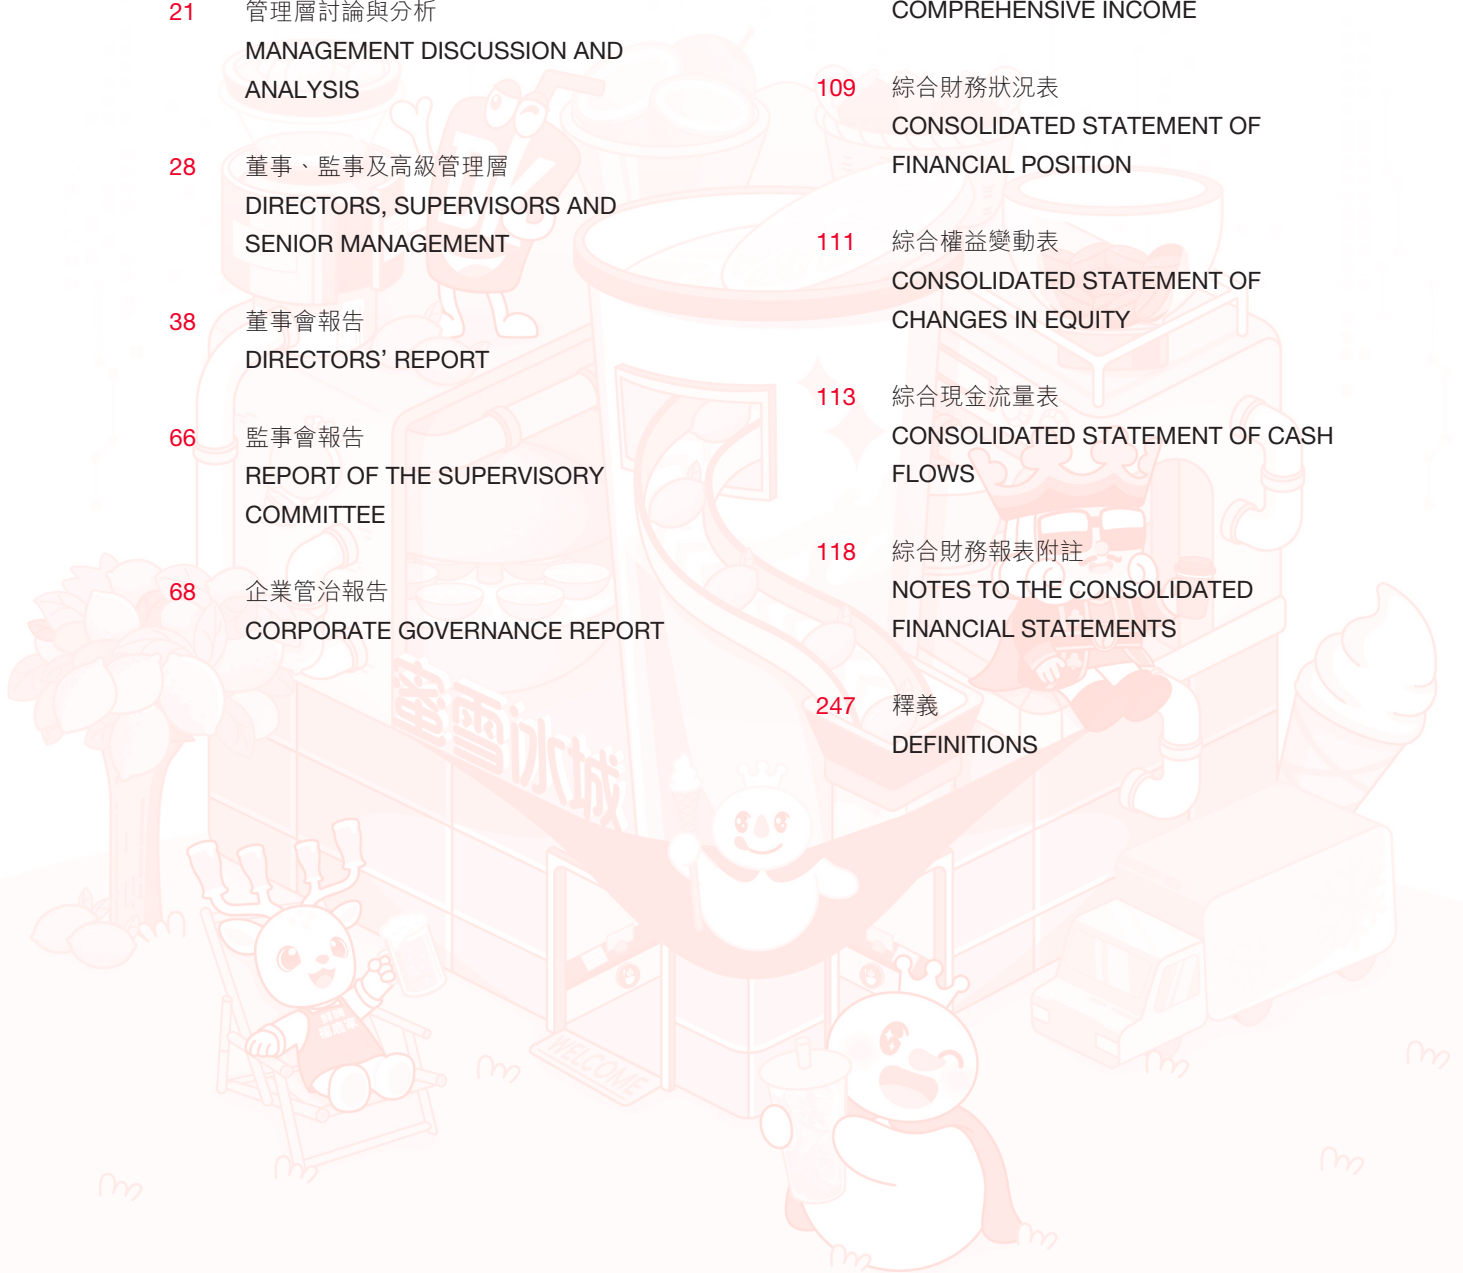 21 管理層討論與分析
MANAGEMENT DISCUSSION AND
ANALYSIS
28 董事、監事及高級管理層
DIRECTORS, SUPERVISORS AND
SENIOR MANAGEMENT
38 董事會報告
DIRECTORS’ REPORT
66 監事會報告
REPORT OF THE SUPERVISORY
COMMITTEE
68 企業管治報告
CORPORATE GOVERNANCE REPORT
COMPREHENSIVE INCOME
109 綜合財務狀況表
CONSOLIDATED STATEMENT OF
FINANCIAL POSITION
111 綜合權益變動表
CONSOLIDATED STATEMENT OF
CHANGES IN EQUITY
113 綜合現金流量表
CONSOLIDATED STATEMENT OF CASH
FLOWS
118 綜合財務報表附註
NOTES TO THE CONSOLIDATED
FINANCIAL STATEMENTS
247 釋義
DEFINITIONS
蜜雪冰城
WELCOME